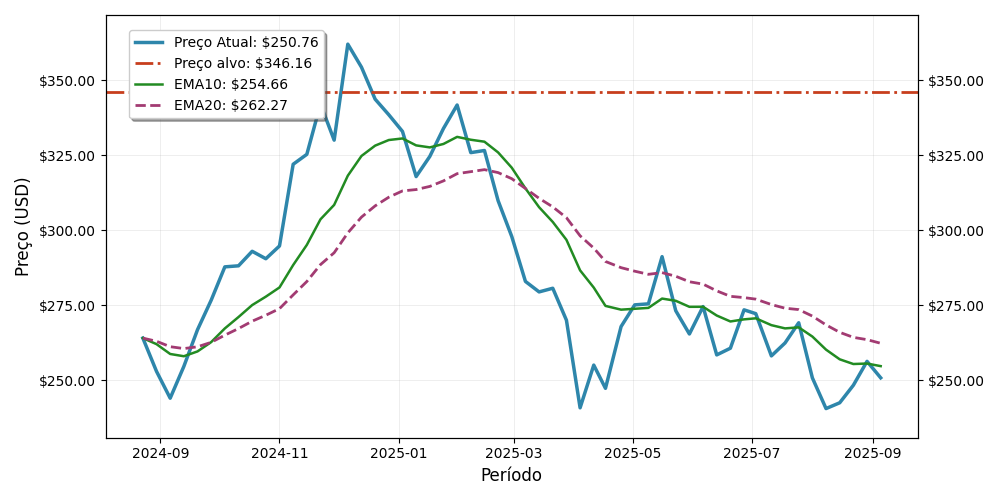 Preço Atual: $250.76
Preço alvo: $346.16
EMA10: $254.66
EMA20: $262.27
$350.00
$325.00
$300.00
$275.00
$250.00
Preço (USD)
$350.00
$325.00
$300.00
$275.00
$250.00
2024-09 2024-11 2025-01 2025-03 2025-05 2025-07 2025-09
Período